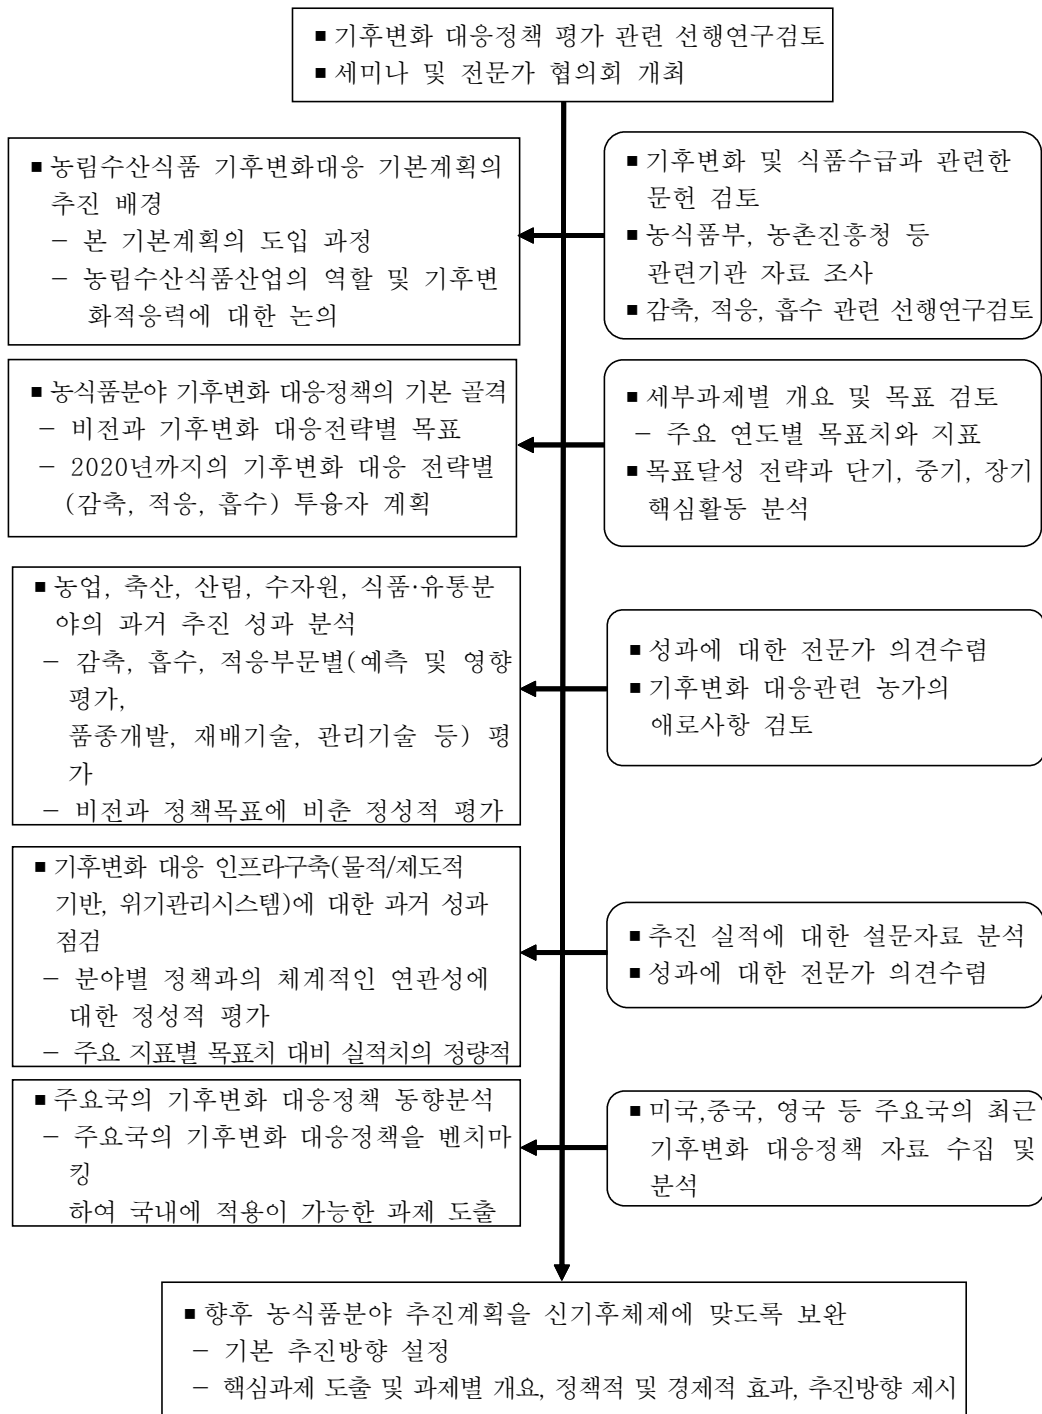 ■ 기후변화 대응정책 평가 관련 선행연구검토
■ 세미나 및 전문가 협의회 개최
■ 농림수산식품 기후변화대응 기본계획의
추진 배경
－ 본 기본계획의 도입 과정
－ 농림수산식품산업의 역할 및 기후변
화적응력에 대한 논의
■ 기후변화 및 식품수급과 관련한
문헌 검토
■ 농식품부, 농촌진흥청 등
관련기관 자료 조사
■ 감축, 적응, 흡수 관련 선행연구검토
■ 농식품분야 기후변화 대응정책의 기본 골격
－ 비전과 기후변화 대응전략별 목표
－ 2020년까지의 기후변화 대응 전략별
(감축, 적응, 흡수) 투융자 계획
■ 세부과제별 개요 및 목표 검토
－ 주요 연도별 목표치와 지표
■ 목표달성 전략과 단기, 중기, 장기
핵심활동 분석
■ 농업, 축산, 산림, 수자원, 식품·유통분
야의 과거 추진 성과 분석
－ 감축, 흡수, 적응부문별(예측 및 영향
평가,
품종개발, 재배기술, 관리기술 등) 평
가
－ 비전과 정책목표에 비춘 정성적 평가
■ 성과에 대한 전문가 의견수렴
■ 기후변화 대응관련 농가의
애로사항 검토
■ 기후변화 대응 인프라구축(물적/제도적
기반, 위기관리시스템)에 대한 과거 성과
점검
－ 분야별 정책과의 체계적인 연관성에
대한 정성적 평가
－ 주요 지표별 목표치 대비 실적치의 정량적
■ 추진 실적에 대한 설문자료 분석
■ 성과에 대한 전문가 의견수렴
■ 주요국의 기후변화 대응정책 동향분석
－ 주요국의 기후변화 대응정책을 벤치마
킹
하여 국내에 적용이 가능한 과제 도출
■ 미국,중국, 영국 등 주요국의 최근
기후변화 대응정책 자료 수집 및
분석
■ 향후 농식품분야 추진계획을 신기후체제에 맞도록 보완
－ 기본 추진방향 설정
－ 핵심과제 도출 및 과제별 개요, 정책적 및 경제적 효과, 추진방향 제시